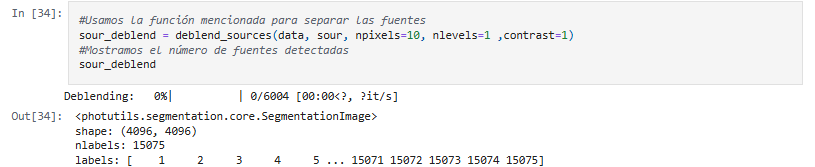 In [34]:
#Usamos la función mencionada para separar las fuentes
sour_deblend = deblend_sources(data, sour, npixels=10, nlevels=1 ,contrast=1)
#Mostramos el número de fuentes detectadas
sour_deblend
Deblending:   0%|          | 0/6004 [00:00<?, ?it/s]
Out[34]:
<photutils.segmentation.core.SegmentationImage>
shape: (4096, 4096)
nlabels: 15075
labels: [    1     2     3     4     5 ... 15071 15072 15073 15074 15075]